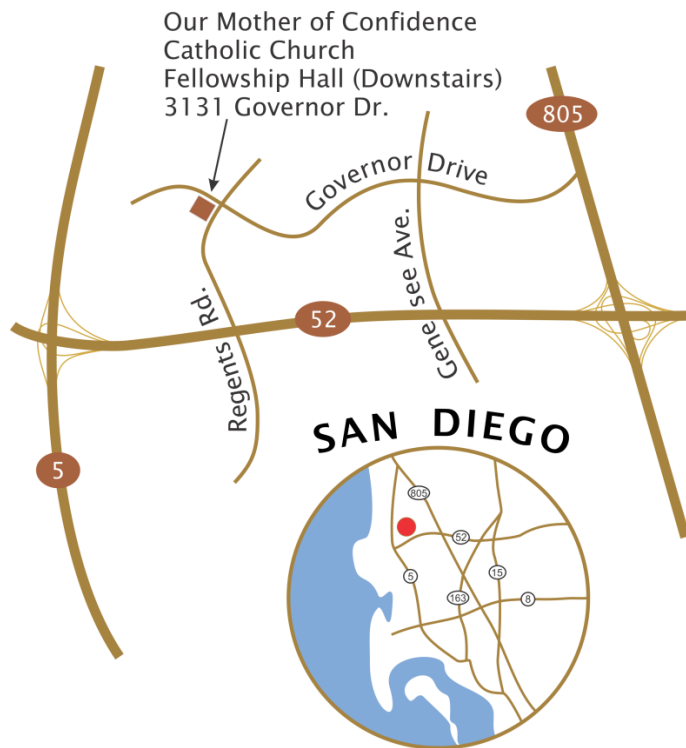 Our Mother of Confidence
Catholic Church
Fellowship Hall (Downstairs)
3131 Governor Dr.
805
Governor Drive
Genesee Ave.
52
Regents Rd.
5
SAN DIEGO
805
52
5
15
163
8